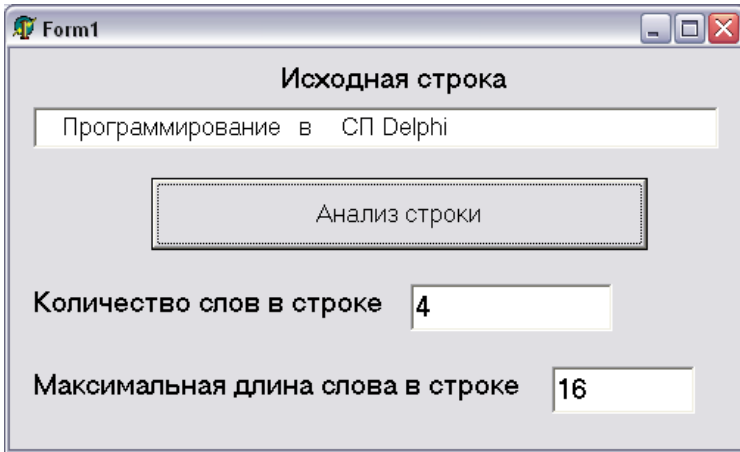 Form1
Исходная строка
Программирование в СП Delphi
Анализ строки
Количество слов в строке 4
Максимальная длина слова в строке 16